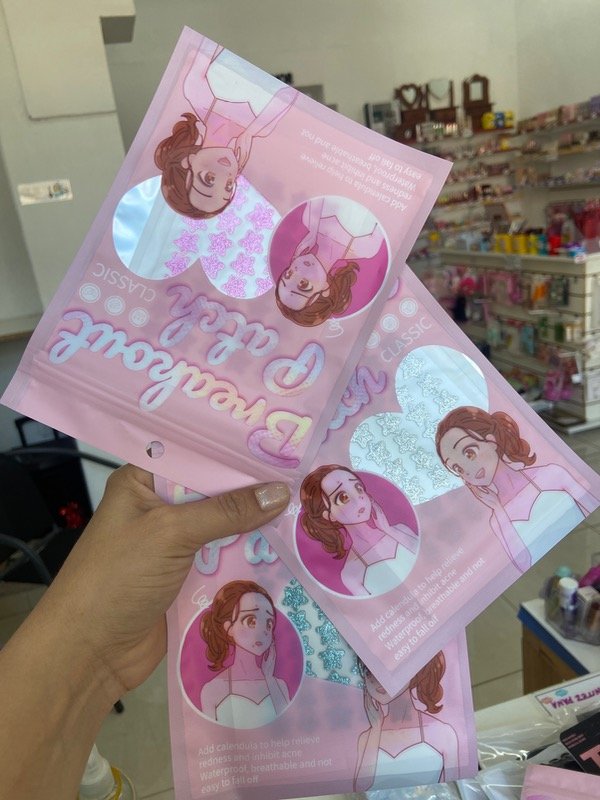 Breakout
Patch
CLASSIC
Add calendula to help relieve
redness and inhibit acne
Waterproof, breathable and not
easy to fall off
CLASSIC
Add calendula to help relieve
redness and inhibit acne
Waterproof, breathable and not
easy to fall off
Add calendula to help relieve
redness and inhibit acne
Waterproof, breathable and not
easy to fall off